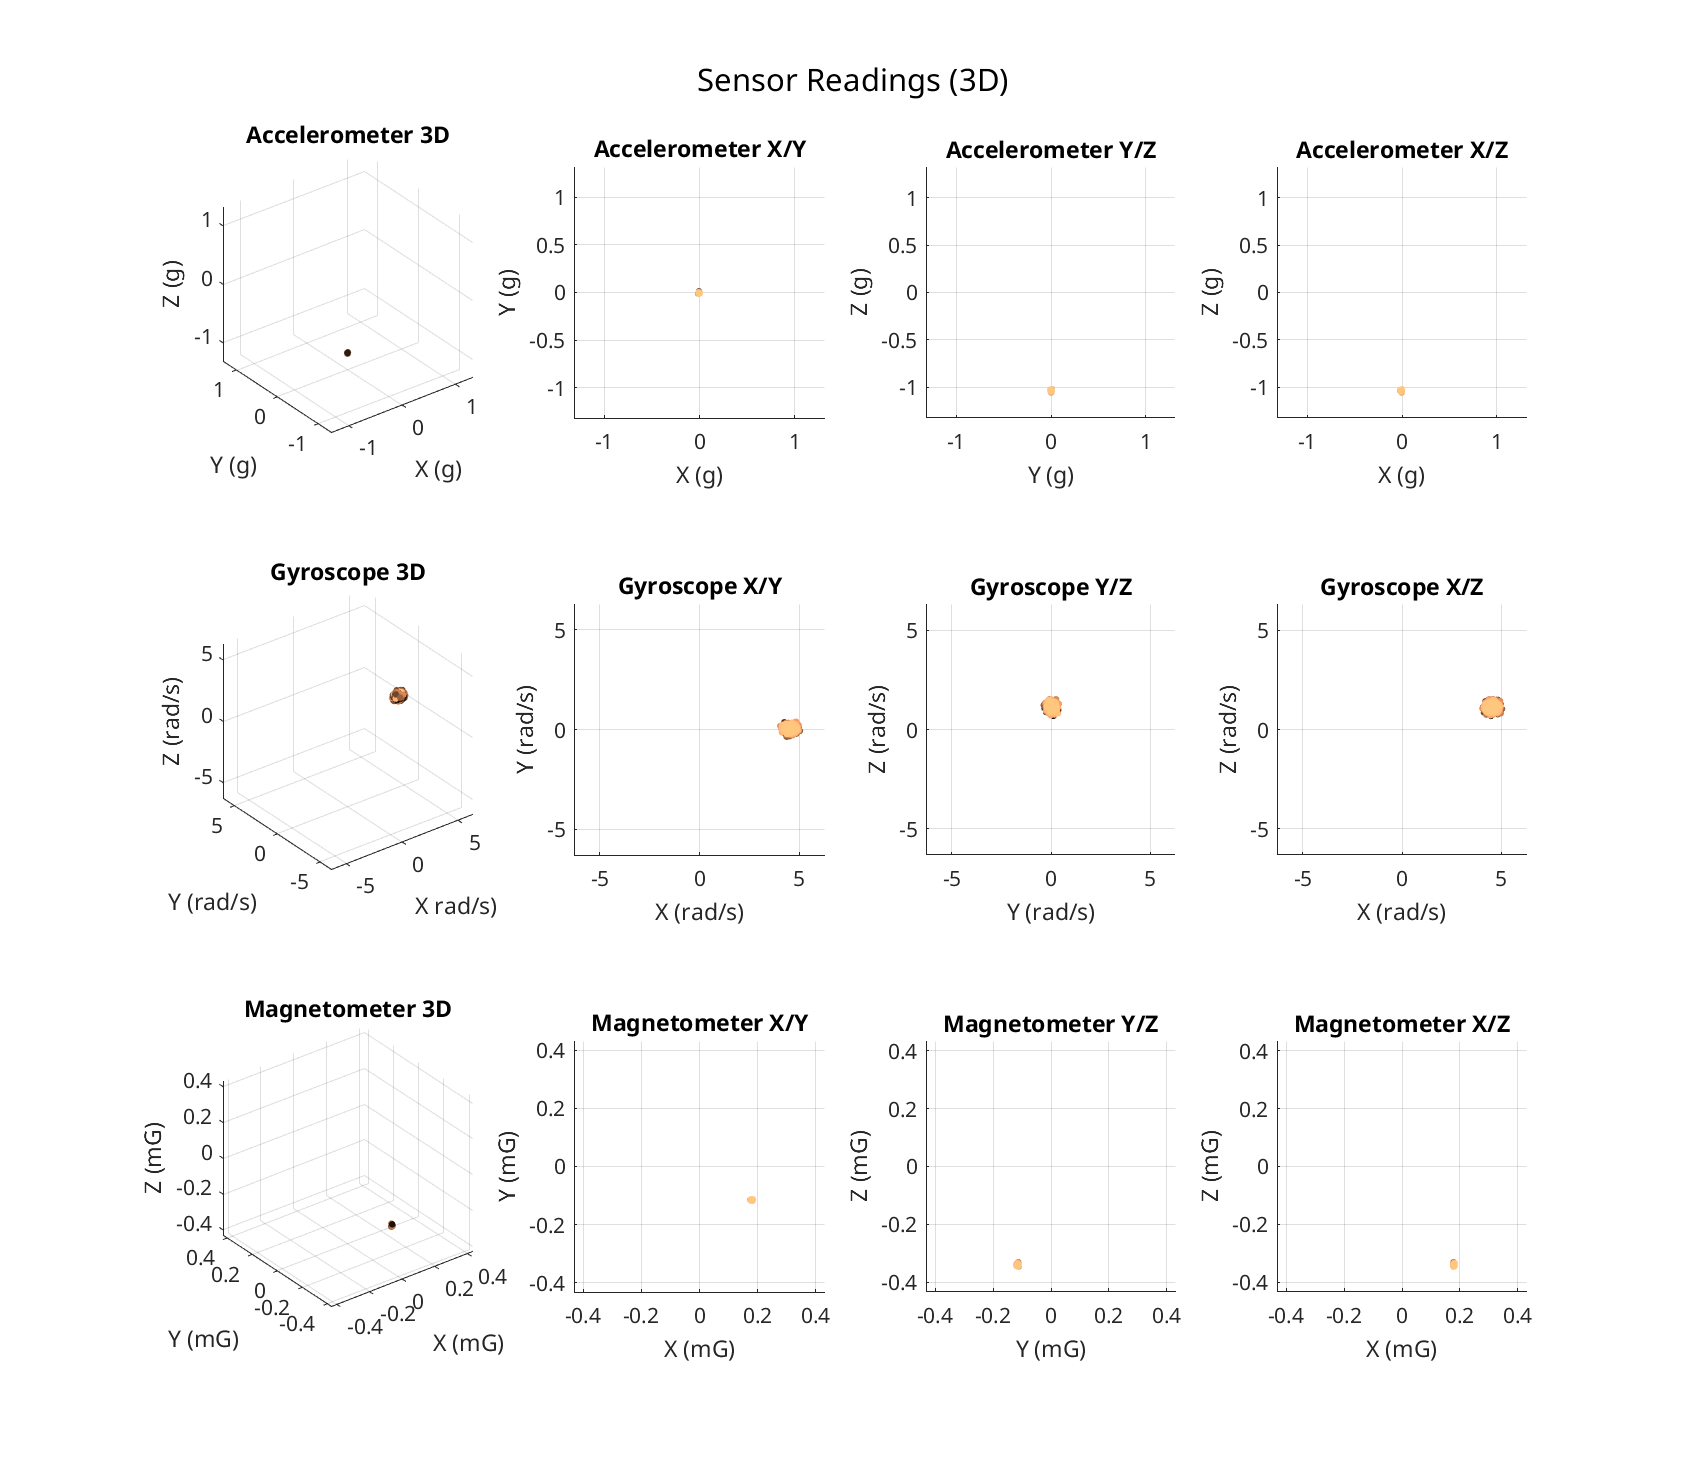 Sensor Readings (3D)
Accelerometer 3D
1
0
-1
Z (g)
1
0
-1
Y (g)
-1
0
1
X (g)
Accelerometer X/Y
1
0.5
0
-0.5
-1
Y (g)
-1 0 1
X (g)
Accelerometer Y/Z
1
0.5
0
-0.5
-1
Z (g)
-1 0 1
Y (g)
Accelerometer X/Z
1
0.5
0
-0.5
-1
Z (g)
-1 0 1
X (g)
Gyroscope 3D
5
0
-5
Z (rad/s)
5
0
-5
Y (rad/s)
-5
0
5
X rad/s)
Gyroscope X/Y
5
0
-5
Y (rad/s)
-5 0 5
X (rad/s)
Gyroscope Y/Z
5
0
-5
Z (rad/s)
-5 0 5
Y (rad/s)
Gyroscope X/Z
5
0
-5
Z (rad/s)
-5 0 5
X (rad/s)
Magnetometer 3D
0.4
0.2
0
-0.2
-0.4
Z (mG)
0.4
0.2
0
-0.2
-0.4
Y (mG)
-0.4
-0.2
0
0.2
0.4
X (mG)
Magnetometer X/Y
0.4
0.2
0
-0.2
-0.4
Y (mG)
-0.4 -0.2 0 0.2 0.4
X (mG)
Magnetometer Y/Z
0.4
0.2
0
-0.2
-0.4
Z (mG)
-0.4 -0.2 0 0.2 0.4
Y (mG)
Magnetometer X/Z
0.4
0.2
0
-0.2
-0.4
Z (mG)
-0.4 -0.2 0 0.2 0.4
X (mG)